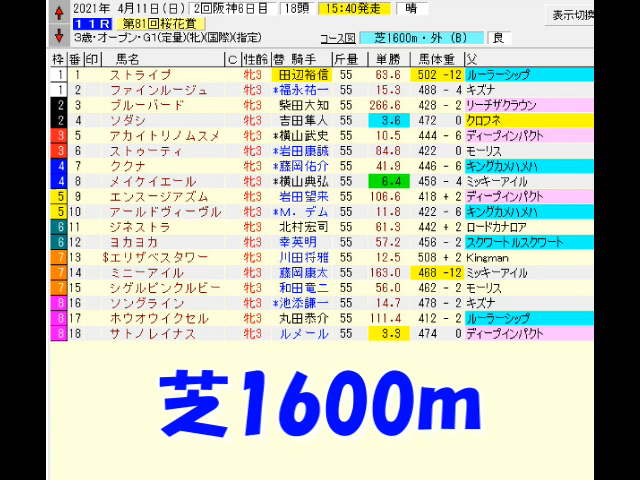 2021年 4月11日(日) 2回阪神6日目 18頭 15:40発走 晴
表示切換
11R 第81回桜花賞
3歳・オープン・G1(定量)(牝)(国際)(指定) コース図 芝1600m・外 (B) 良
枠 番 印 馬名 C 性齢 替 騎手 斤量 単勝 馬体重 父
1 1 ストライプ 牝3 田辺裕信 55 63.6 502 -12 ルーラーシップ
1 2 ファインルージュ 牝3 *福永祐一 55 15.3 488 - 4 キズナ
2 3 ブルーバード 牝3 柴田大知 55 266.6 428 - 2 リーチザクラウン
2 4 ソダシ 牝3 吉田隼人 55 3.6 472 0 クロフネ
3 5 アカイトリノムスメ 牝3 *横山武史 55 10.5 444 - 6 ディープインパクト
3 6 ストゥーティ 牝3 *岩田康誠 55 84.8 422 0 モーリス
4 7 ククナ 牝3 *藤岡佑介 55 41.9 446 - 6 キングカメハメハ
4 8 メイケイエール 牝3 *横山典弘 55 6.4 458 - 4 ミッキーアイル
5 9 エンスージアズム 牝3 岩田望来 55 106.6 418 + 2 ディープインパクト
5 10 アールドヴィーヴル 牝3 *M．デム 55 11.8 422 - 6 キングカメハメハ
6 11 ジネストラ 牝3 北村宏司 55 61.3 442 + 2 ロードカナロア
6 12 ヨカヨカ 牝3 幸英明 55 57.2 456 - 2 スクワートルスクワート
7 13 $エリザベスタワー 牝3 川田将雅 55 12.5 508 + 2 Kingman
7 14 ミニーアイル 牝3 藤岡康太 55 163.0 468 -12 ミッキーアイル
7 15 シゲルピンクルビー 牝3 和田竜二 55 56.0 462 - 2 モーリス
8 16 ソングライン 牝3 *池添謙一 55 14.7 478 - 2 キズナ
8 17 ホウオウイクセル 牝3 丸田恭介 55 111.4 412 - 2 ルーラーシップ
8 18 サトノレイナス 牝3 ルメール 55 3.3 474 0 ディープインパクト
芝1600m